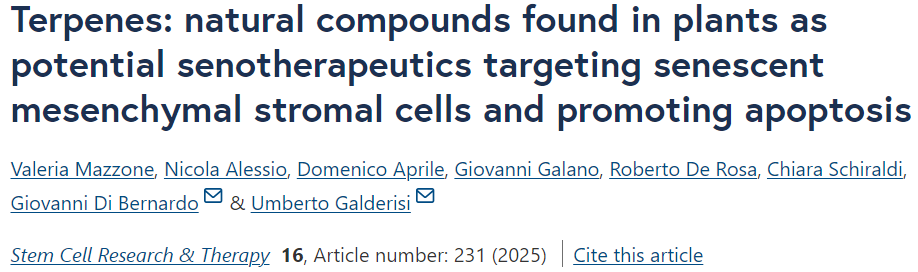 Terpenes: natural compounds found in plants as
potential senotherapeutics targeting senescent
mesenchymal stromal cells and promoting apoptosis
Valeria Mazzone, Nicola Alessio, Domenico Aprile, Giovanni Galano, Roberto De Rosa, Chiara Schiraldi,
Giovanni Di Bernardo & Umberto Galderisi
Stem Cell Research & Therapy 16, Article number: 231 (2025) Cite this article